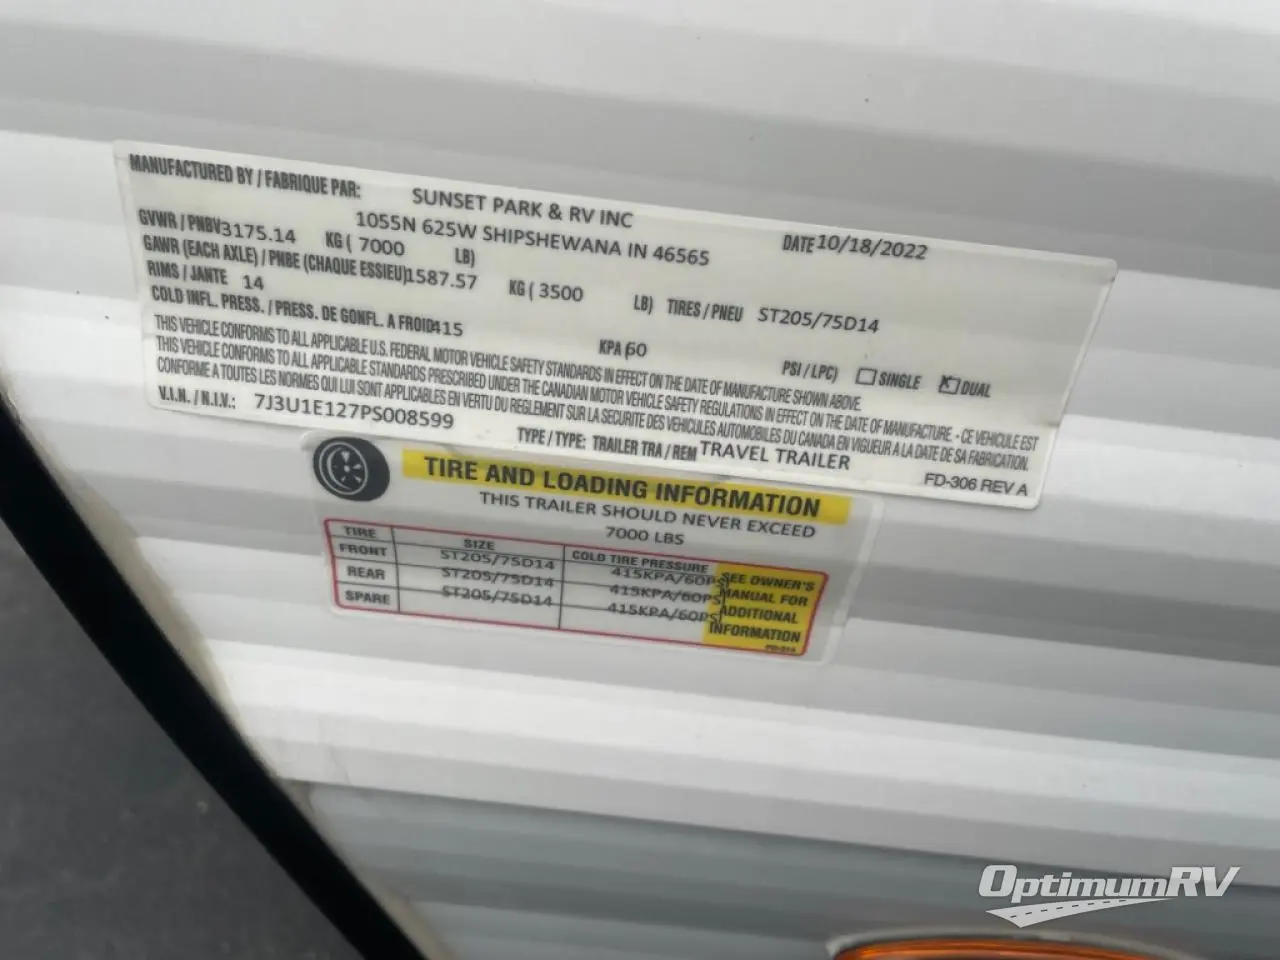 MANUFACTURED BY / FABRIQUE PAR: SUNSET PARK & RV INC
1055N 625W SHIPSHEWANA IN 46565 DATE 10/18/2022
GVWR / PNBV 3175.14 KG ( 7000 LB)
GAWR (EACH AXLE) / PNBE (CHAQUE ESSIEU) 1587.57 KG ( 3500 LB) TIRES / PNEU ST205/75D14
RIMS / JANTE 14
COLD INFL. PRESS. / PRESS. DE GONFL. A FROID 415 KPA ( 60 PSI / LPC) SINGLE DUAL
THIS VEHICLE CONFORMS TO ALL APPLICABLE U.S. FEDERAL MOTOR VEHICLE SAFETY STANDARDS IN EFFECT ON THE DATE OF MANUFACTURE SHOWN ABOVE.
THIS VEHICLE CONFORMS TO ALL APPLICABLE STANDARDS PRESCRIBED UNDER THE CANADIAN MOTOR VEHICLE SAFETY REGULATIONS IN EFFECT ON THE DATE OF MANUFACTURE. - CE VEHICULE EST
CONFORME A TOUTES LES NORMES QUI LUI SONT APPLICABLES EN VERTU DU REGLEMENT SUR LA SECURITE DES VEHICULES AUTOMOBILES DU CANADA EN VIGUEUR A LA DATE DE SA FABRICATION.
V.I.N. / N.I.V.: 7J3U1E127PS008599 TYPE / TYPE: TRAILER TRA / REM TRAVEL TRAILER
FD-306 REV A
TIRE AND LOADING INFORMATION
THIS TRAILER SHOULD NEVER EXCEED
7000 LBS
TIRE SIZE COLD TIRE PRESSURE
FRONT ST205/75D14 415KPA/60PSI
REAR ST205/75D14 415KPA/60PSI
SPARE ST205/75D14 415KPA/60PSI
SEE OWNER'S
MANUAL FOR
ADDITIONAL
INFORMATION
OptimumRV